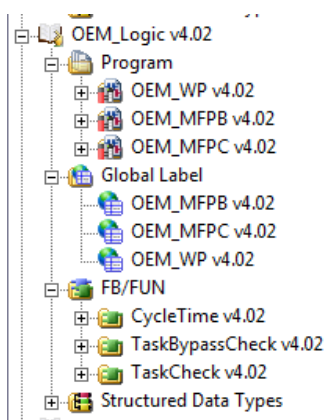 OEM_Logic v4.02
Program
OEM_WP v4.02
OEM_MFPB v4.02
OEM_MFPC v4.02
Global Label
OEM_MFPB v4.02
OEM_MFPC v4.02
OEM_WP v4.02
FB/FUN
CycleTime v4.02
TaskBypassCheck v4.02
TaskCheck v4.02
Structured Data Types